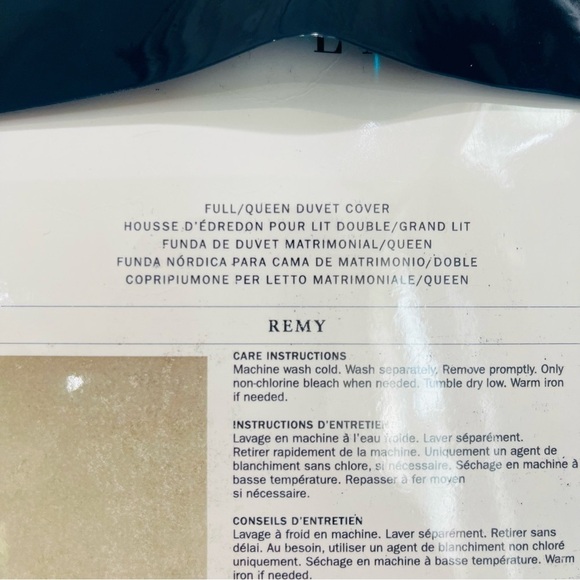 FULL/QUEEN DUVET COVER
HOUSSE D'ÉDREDON POUR LIT DOUBLE/GRAND LIT
FUNDA DE DUVET MATRIMONIAL/QUEEN
FUNDA NÓRDICA PARA CAMA DE MATRIMONIO/DOBLE
COPRIPIUMONE PER LETTO MATRIMONIALE/QUEEN
REMY
CARE INSTRUCTIONS
Machine wash cold. Wash separately. Remove promptly. Only
non-chlorine bleach when needed. Tumble dry low. Warm iron
if needed.
INSTRUCTIONS D'ENTRETIEN
Lavage en machine à l'eau froide. Laver séparément.
Retirer rapidement de la machine. Uniquement un agent de
blanchiment sans chlore, si nécessaire. Séchage en machine à
basse température. Repasser à fer moyen
si nécessaire.
CONSEILS D'ENTRETIEN
Lavage à froid en machine. Laver séparément. Retirer sans
délai. Au besoin, utiliser un agent de blanchiment non chloré
uniquement. Séchage en machine à basse température. Warm
iron if needed.